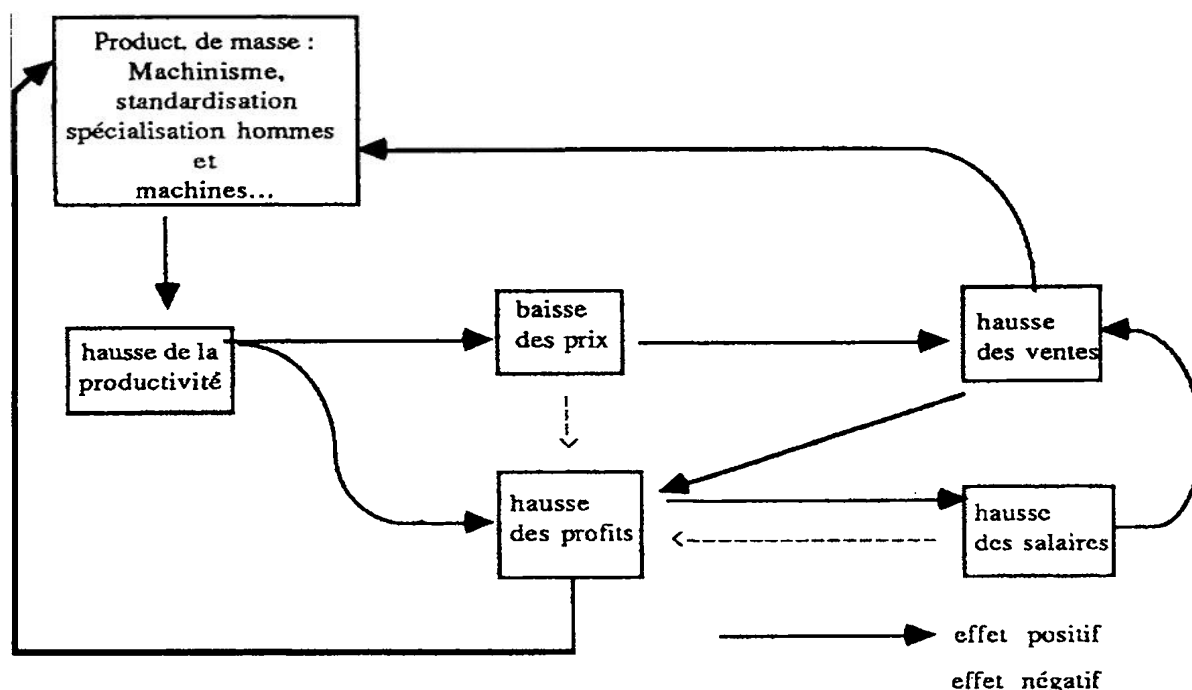 Product. de masse :
Machinisme,
standardisation
spécialisation hommes
et
machines...
hausse de la
productivité
baisse
des prix
hausse
des ventes
hausse
des profits
hausse
des salaires
effet positif
effet négatif